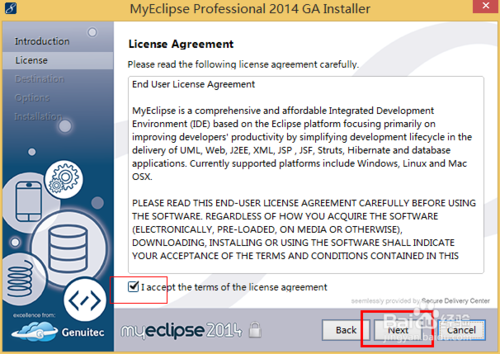 MyEclipse Professional 2014 GA Installer
Introduction
License
Destination
Options
Installation
License Agreement
Please read the following license agreement carefully.
End User License Agreement
MyEclipse is a comprehensive and affordable Integrated Development
Environment (IDE) based on the Eclipse platform focusing primarily on
improving developers' productivity by simplifying development lifecycle in the
delivery of UML, Web, J2EE, XML, JSP , JSF, Struts, Hibernate and database
applications. Currently supported platforms include Windows, Linux and Mac
OSX.
PLEASE READ THIS END-USER LICENSE AGREEMENT CAREFULLY BEFORE USING
THE SOFTWARE. REGARDLESS OF HOW YOU ACQUIRE THE SOFTWARE
(ELECTRONICALLY, PRE-LOADED, ON MEDIA OR OTHERWISE),
DOWNLOADING, INSTALLING OR USING THE SOFTWARE SHALL INDICATE
YOUR ACCEPTANCE OF THE TERMS AND CONDITIONS CONTAINED IN THIS
I accept the terms of the license agreement
seamlessly provided by Secure Delivery Center
excellence from:
Genuitec
myeclipse 2014
Back
Next
Cancel
jingyan.baidu.com